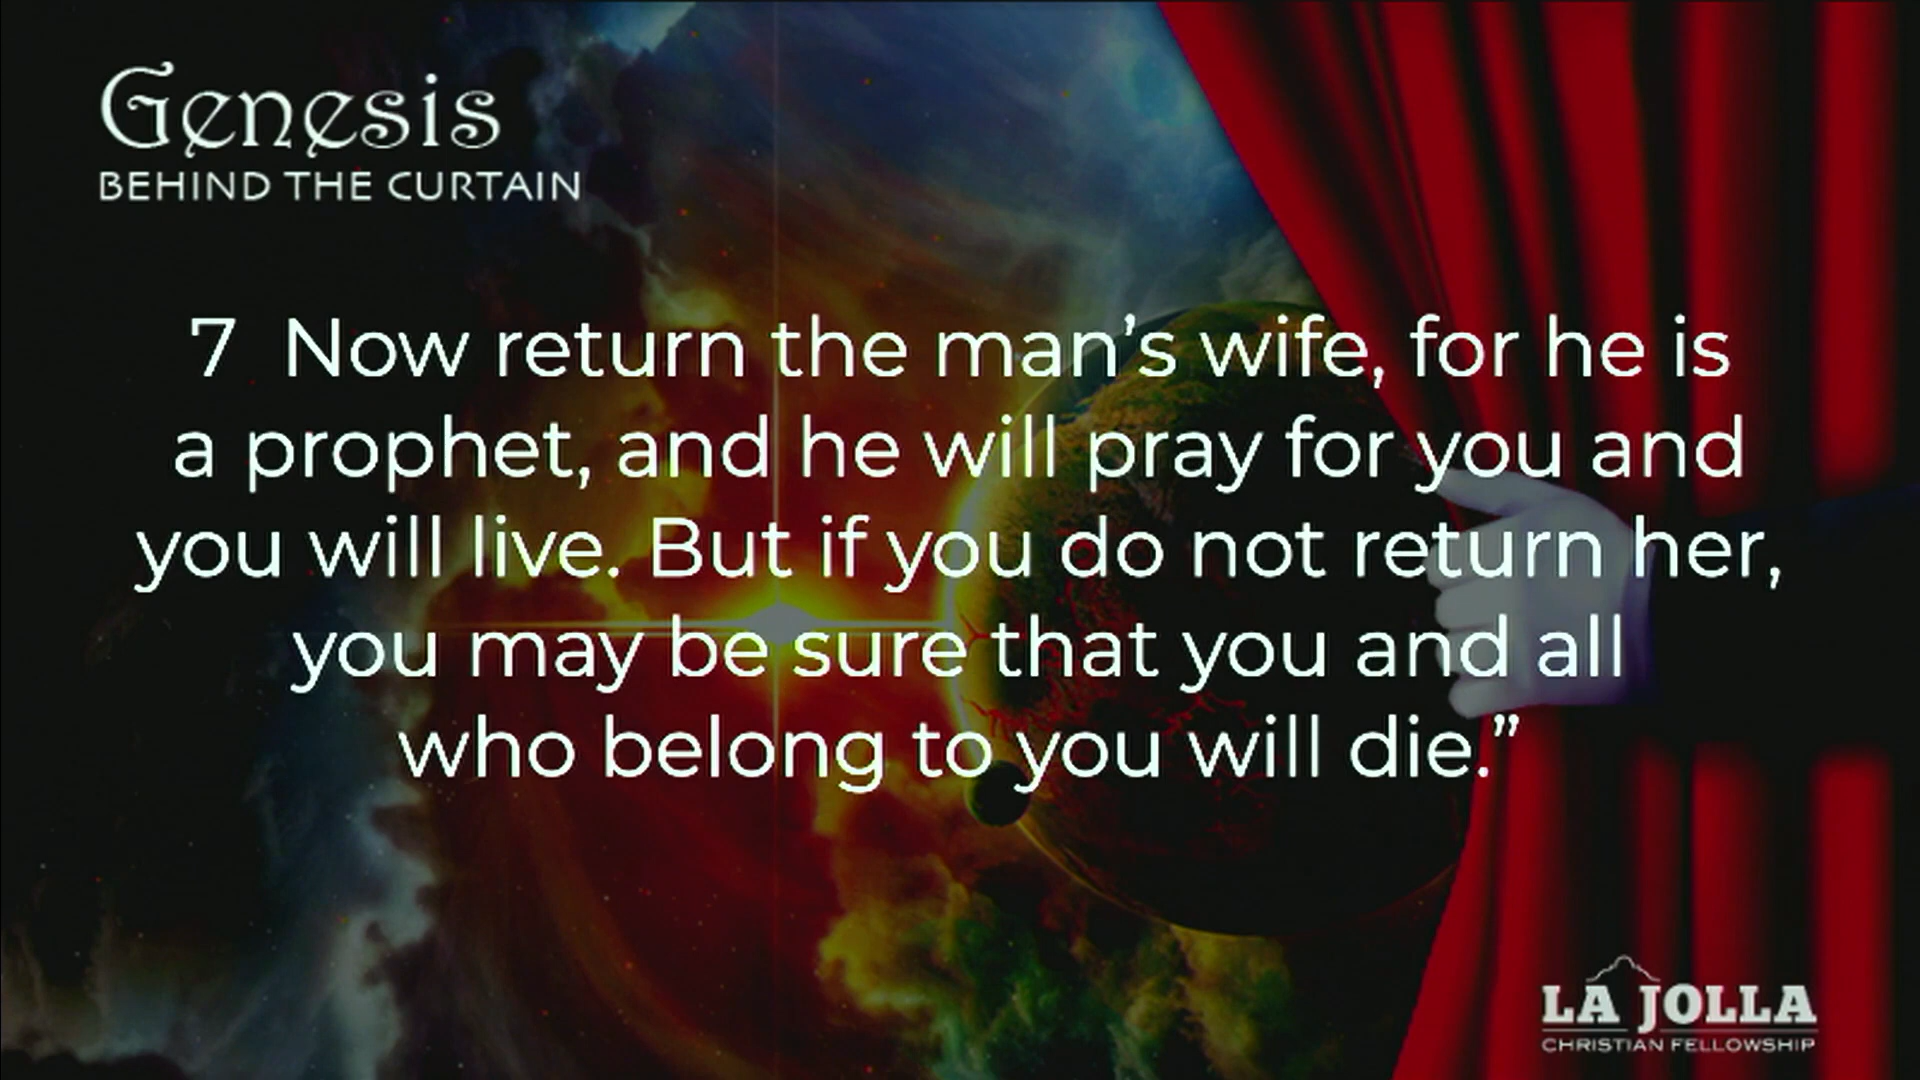 Genesis
BEHIND THE CURTAIN
7 Now return the man’s wife, for he is
a prophet, and he will pray for you and
you will live. But if you do not return her,
you may be sure that you and all
who belong to you will die.”
LA JOLLA
CHRISTIAN FELLOWSHIP